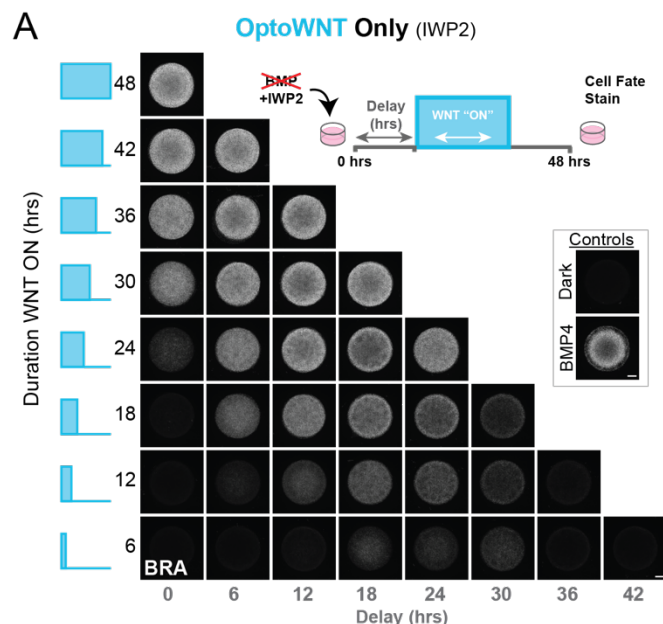 A
OptoWNT Only (IWP2)
BMP
+IWP2
Delay
(hrs)
WNT "ON"
Cell Fate
Stain
0 hrs
48 hrs
Controls
Dark
BMP4
Duration WNT ON (hrs)
48
42
36
30
24
18
12
6
BRA
0 6 12 18 24 30 36 42
Delay (hrs)